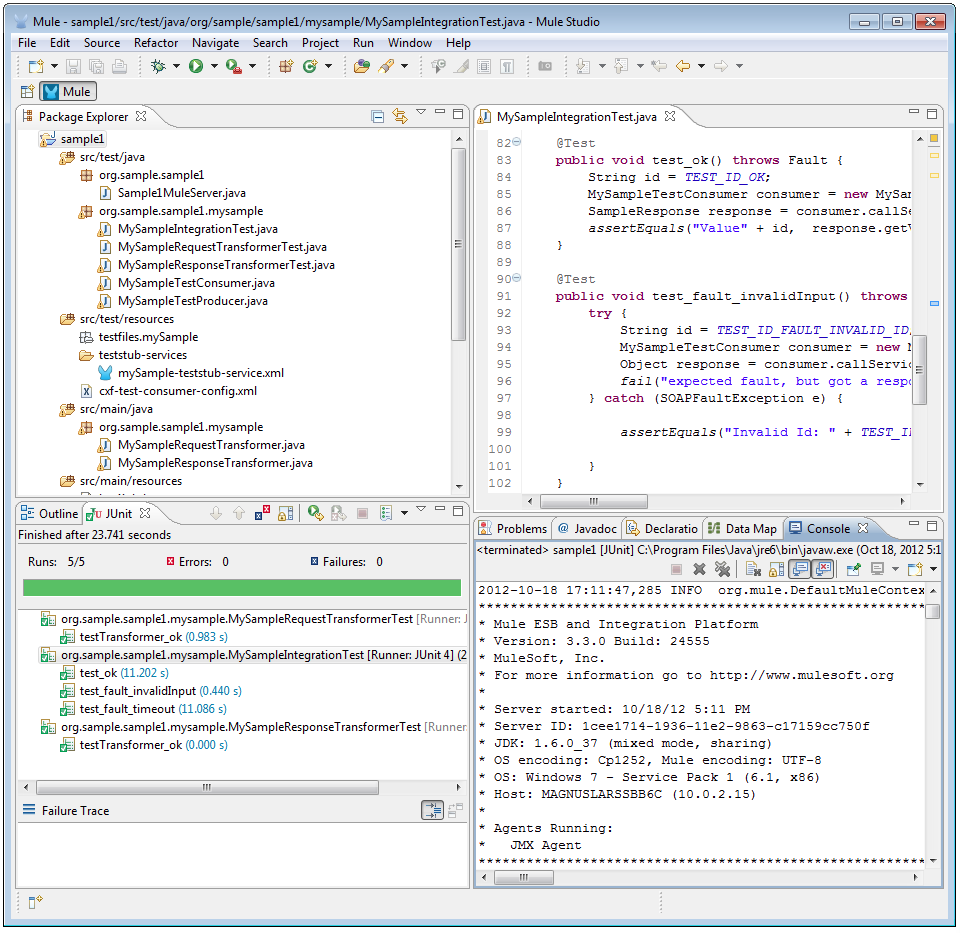 Mule - sample1/src/test/java/org/sample/sample1/mysample/MySampleIntegrationTest.java - Mule Studio
File Edit Source Refactor Navigate Search Project Run Window Help
Mule
Package Explorer
sample1
src/test/java
org.sample.sample1
Sample1MuleServer.java
org.sample.sample1.mysample
MySampleIntegrationTest.java
MySampleRequestTransformerTest.java
MySampleResponseTransformerTest.java
MySampleTestConsumer.java
MySampleTestProducer.java
src/test/resources
testfiles.mySample
teststub-services
mySample-teststub-service.xml
cxf-test-consumer-config.xml
src/main/java
org.sample.sample1.mysample
MySampleRequestTransformer.java
MySampleResponseTransformer.java
src/main/resources
MySampleIntegrationTest.java
82 @Test
83 public void test_ok() throws Fault {
84 String id = TEST_ID_OK;
85 MySampleTestConsumer consumer = new MySam
86 SampleResponse response = consumer.callSe
87 assertEquals("Value" + id, response.getV
88 }
89
90 @Test
91 public void test_fault_invalidInput() throws
92 try {
93 String id = TEST_ID_FAULT_INVALID_ID
94 MySampleTestConsumer consumer = new M
95 Object response = consumer.callServic
96 fail("expected fault, but got a respo
97 } catch (SOAPFaultException e) {
98
99 assertEquals("Invalid Id: " + TEST_I
100
101 }
102 }
Outline JUnit
Finished after 23.741 seconds
Runs: 5/5 Errors: 0 Failures: 0
org.sample.sample1.mysample.MySampleRequestTransformerTest [Runner: J
testTransformer_ok (0.983 s)
org.sample.sample1.mysample.MySampleIntegrationTest [Runner: JUnit 4] (2
test_ok (11.202 s)
test_fault_invalidInput (0.440 s)
test_fault_timeout (11.086 s)
org.sample.sample1.mysample.MySampleResponseTransformerTest [Runner
testTransformer_ok (0.000 s)
Failure Trace
Problems Javadoc Declaratio Data Map Console
<terminated> sample1 [JUnit] C:\Program Files\Java\jre6\bin\javaw.exe (Oct 18, 2012 5:1
2012-10-18 17:11:47,285 INFO org.mule.DefaultMuleContex
******************************************************
* Mule ESB and Integration Platform
* Version: 3.3.0 Build: 24555
* MuleSoft, Inc.
* For more information go to http://www.mulesoft.org
*
* Server started: 10/18/12 5:11 PM
* Server ID: 1cee1714-1936-11e2-9863-c17159cc750f
* JDK: 1.6.0_37 (mixed mode, sharing)
* OS encoding: Cp1252, Mule encoding: UTF-8
* OS: Windows 7 - Service Pack 1 (6.1, x86)
* Host: MAGNUSLARSSBB6C (10.0.2.15)
*
* Agents Running:
* JMX Agent
******************************************************